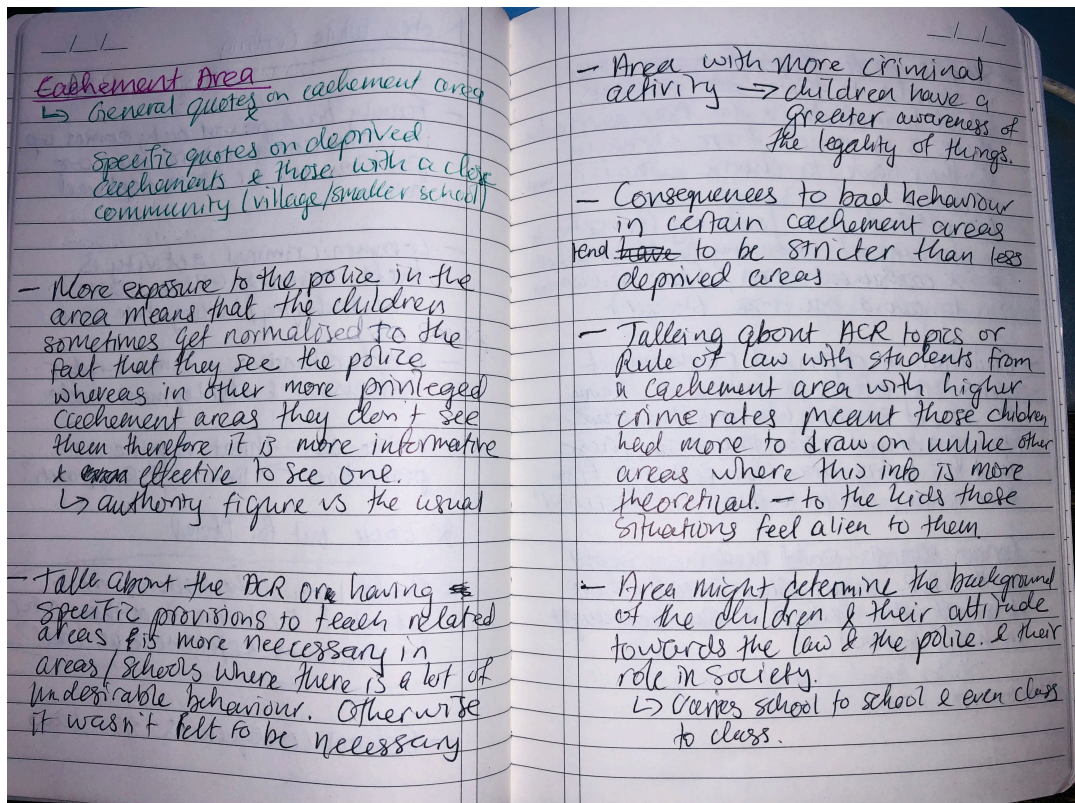 Cachement Area
↳ General quotes on cachement area
&
specific quotes on deprived
cachements & those with a close
community (village/smaller school)
- More exposure to the police in the
area means that the children
sometimes get normalised to the
fact that they see the police
whereas in other more privileged
cachement areas they don't see
them therefore it is more informative
& effective to see one.
↳ authority figure vs the usual
- Talk about the ACR or having
specific provisions to teach related
areas is more neecessary in
areas/schools where there is a lot of
undesirable behaviour. Otherwise
it wasn't felt to be necessary
- Area with more criminal
activity → children have a
greater awareness of
the legality of things.
- Consequences to bad behaviour
in certain cachement areas
tend have to be stricter than less
deprived areas
- Talking about ACR topics or
Rule of law with students from
a cachement area with higher
crime rates meant those children
had more to draw on unlike other
areas where this info is more
theoretical. - to the kids these
situations feel alien to them.
- Area might determine the background
of the children & their attitude
towards the law & the police. & their
role in society.
↳ Varies school to school & even class
to class.